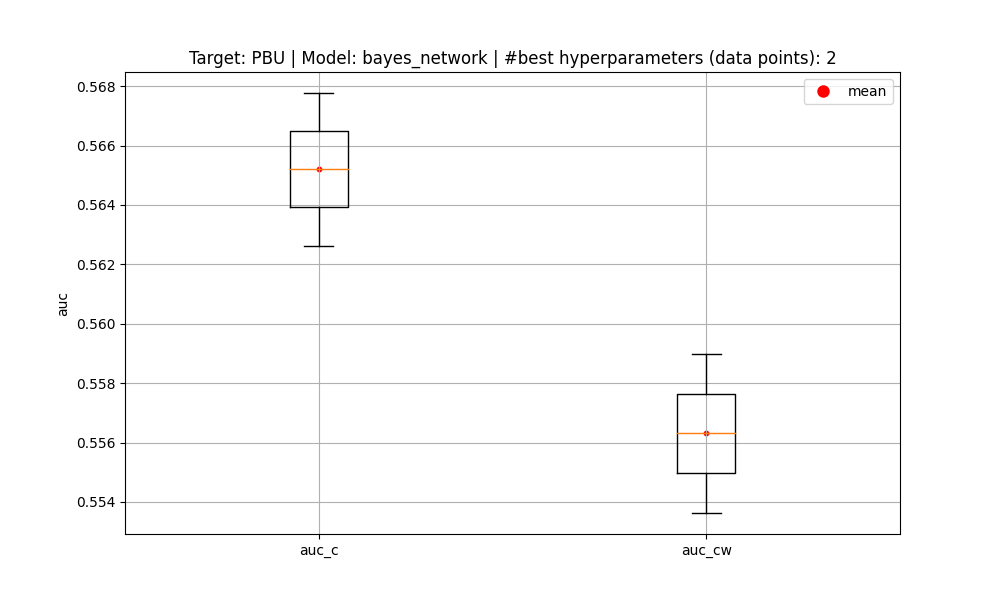 Target: PBU | Model: bayes_network | #best hyperparameters (data points): 2
mean
0.568
0.566
0.564
0.562
0.560
0.558
0.556
0.554
auc
auc_c
auc_cw